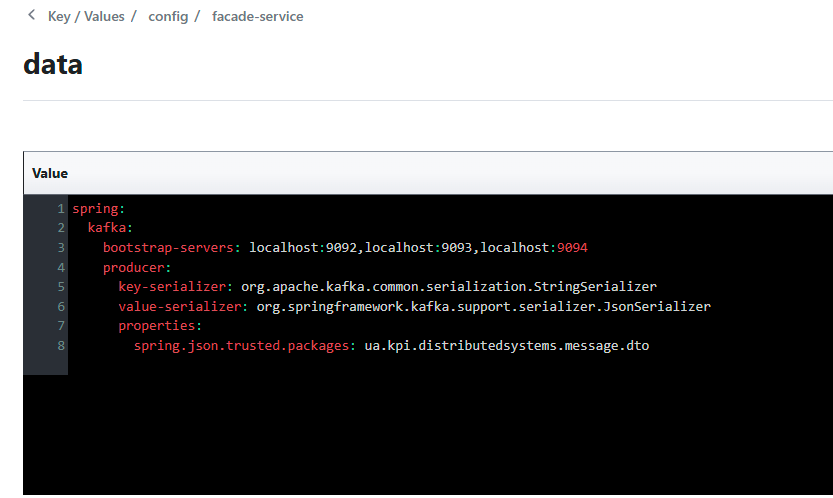 Key / Values / config / facade-service
data
Value
1 spring:
2   kafka:
3     bootstrap-servers: localhost:9092,localhost:9093,localhost:9094
4     producer:
5       key-serializer: org.apache.kafka.common.serialization.StringSerializer
6       value-serializer: org.springframework.kafka.support.serializer.JsonSerializer
7       properties:
8         spring.json.trusted.packages: ua.kpi.distributedsystems.message.dto